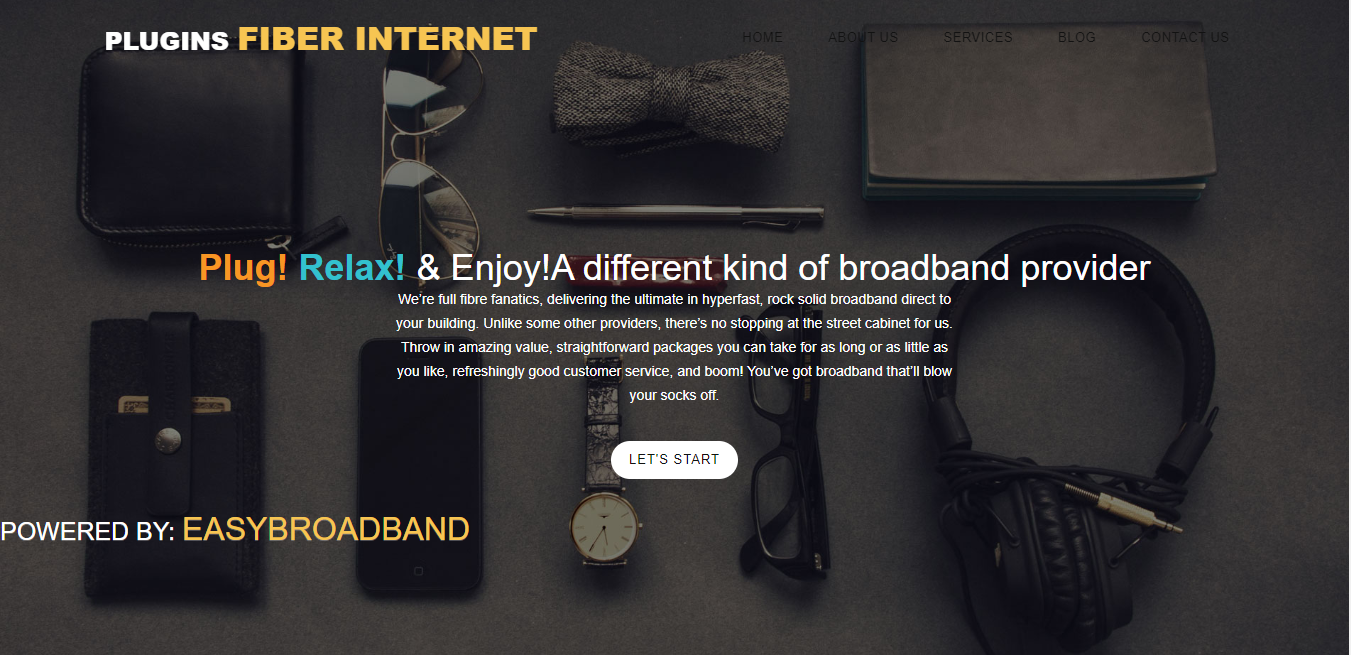 PLUGINS FIBER INTERNET
HOME ABOUT US SERVICES BLOG CONTACT US
Plug! Relax! & Enjoy!A different kind of broadband provider
We're full fibre fanatics, delivering the ultimate in hyperfast, rock solid broadband direct to
your building. Unlike some other providers, there's no stopping at the street cabinet for us.
Throw in amazing value, straightforward packages you can take for as long or as little as
you like, refreshingly good customer service, and boom! You've got broadband that'll blow
your socks off.
LET'S START
POWERED BY: EASYBROADBAND